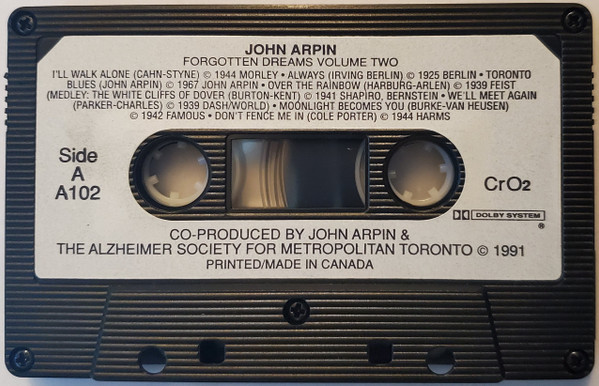 JOHN ARPIN
FORGOTTEN DREAMS VOLUME TWO
I'LL WALK ALONE (CAHN-STYNE) © 1944 MORLEY • ALWAYS (IRVING BERLIN) © 1925 BERLIN • TORONTO
BLUES (JOHN ARPIN) © 1967 JOHN ARPIN • OVER THE RAINBOW (HARBURG-ARLEN) © 1939 FEIST
(MEDLEY: THE WHITE CLIFFS OF DOVER (BURTON-KENT) © 1941 SHAPIRO, BERNSTEIN • WE'LL MEET AGAIN
(PARKER-CHARLES) © 1939 DASH/WORLD) • MOONLIGHT BECOMES YOU (BURKE-VAN HEUSEN)
© 1942 FAMOUS • DON'T FENCE ME IN (COLE PORTER) © 1944 HARMS
Side
A
A102
CrO2
DOLBY SYSTEM
®
CO-PRODUCED BY JOHN ARPIN &
THE ALZHEIMER SOCIETY FOR METROPOLITAN TORONTO © 1991
PRINTED/MADE IN CANADA